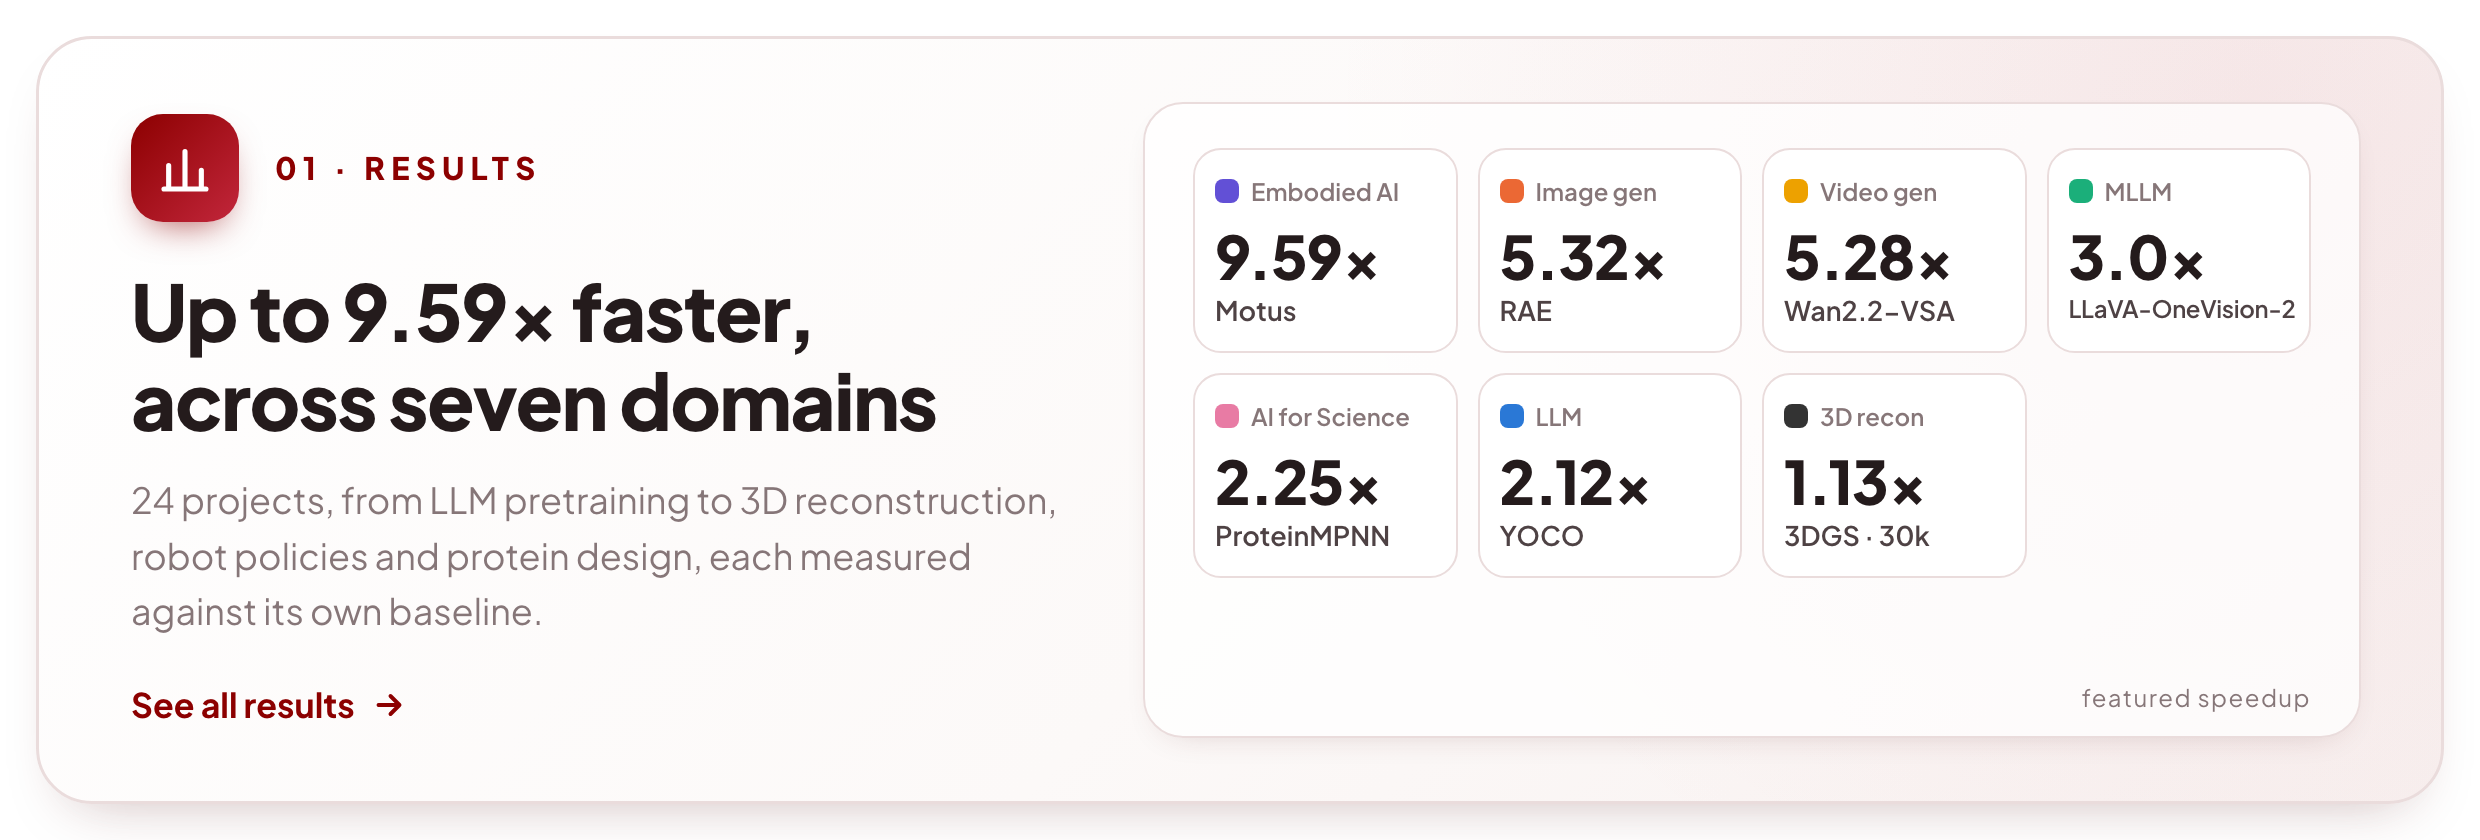 01 · RESULTS
Up to 9.59× faster,
across seven domains
24 projects, from LLM pretraining to 3D reconstruction,
robot policies and protein design, each measured
against its own baseline.
See all results →
Embodied AI
9.59×
Motus
Image gen
5.32×
RAE
Video gen
5.28×
Wan2.2-VSA
MLLM
3.0×
LLaVA-OneVision-2
AI for Science
2.25×
ProteinMPNN
LLM
2.12×
YOCO
3D recon
1.13×
3DGS · 30k
featured speedup